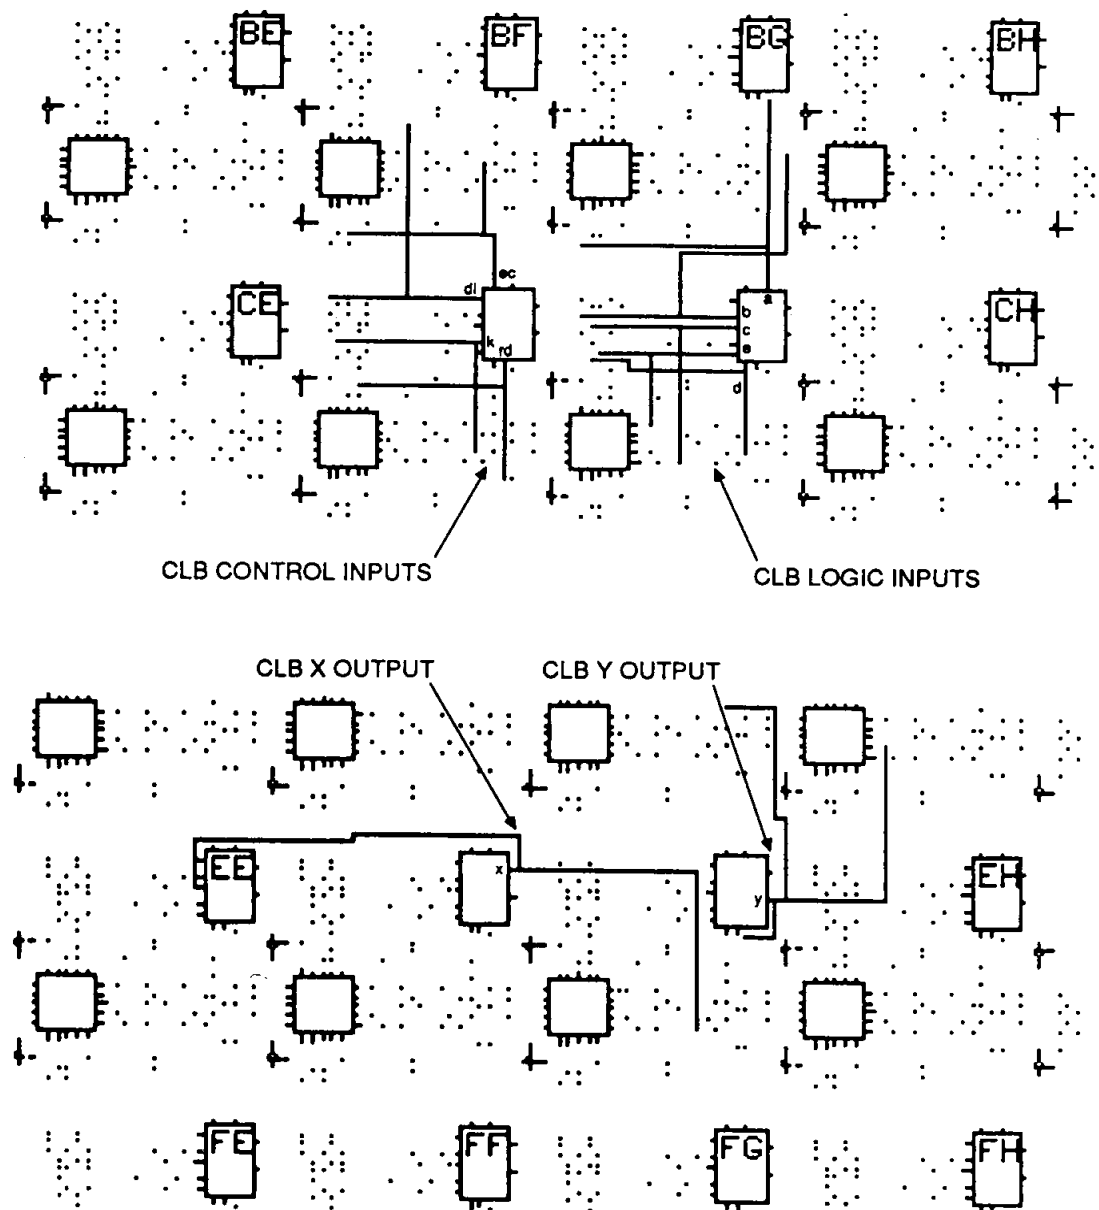 BE BF BG BH
ec
di
a
CE
b
CH
c
k
rd
e
d
CLB CONTROL INPUTS
CLB LOGIC INPUTS
CLB X OUTPUT CLB Y OUTPUT
EE
x
EH
y
FE FF FG FH